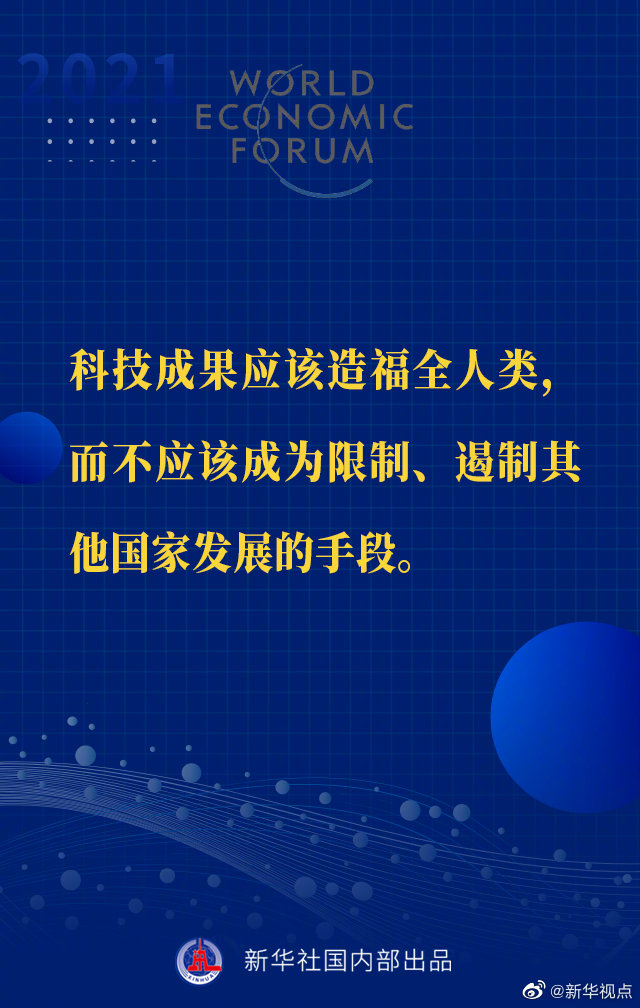 2021
WORLD
ECONOMIC
FORUM
科技成果应该造福全人类，
而不应该成为限制、遏制其
他国家发展的手段。
XINHUA
新华社国内部出品
@新华视点